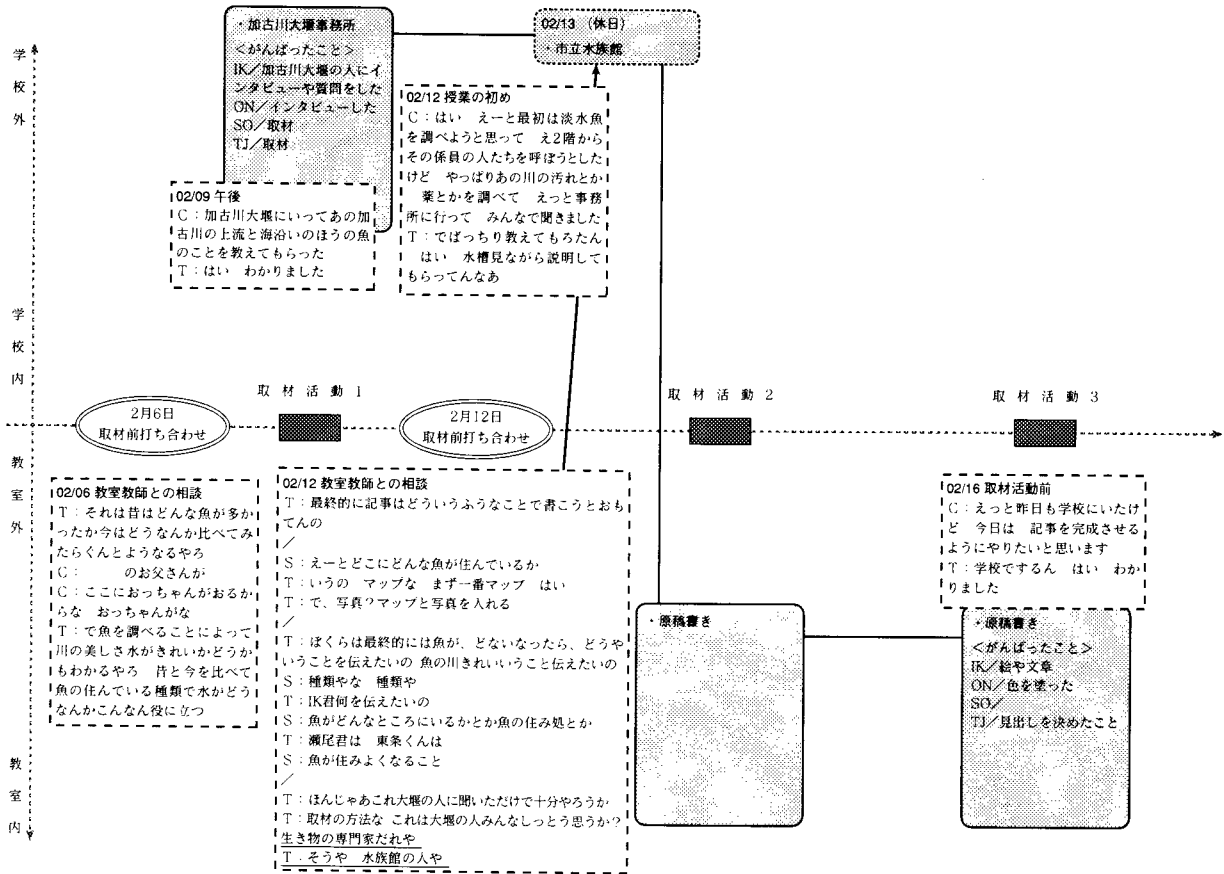 ・加古川大堰事務所
＜がんばったこと＞
IK／加古川大堰の人にイ
ンタビューや質問をした
ON／インタビューした
SO／取材
TJ／取材
02/13 （休日）
・市立水族館
学校外
02/12 授業の初め
C：はい えーと最初は淡水魚
を調べようと思って え2階から
その係員の人たちを呼ぼうとした
けど やっぱりあの川の汚れとか
薬とかを調べて えっと事務
所に行って みんなで聞きました
T：でばっちり教えてもろたん
はい 水槽見ながら説明して
もらってんなあ
02/09 午後
C：加古川大堰にいってあの加
古川の上流と海沿いのほうの魚
のことを教えてもらった
T：はい わかりました
学校内
取材活動1
取材活動2
取材活動3
2月6日
取材前打ち合わせ
2月12日
取材前打ち合わせ
教室外
02/06 教室教師との相談
T：それは昔はどんな魚が多か
ったか今はどうなんか比べてみ
たらぐんとようなるやろ
C： のお父さんが
C：ここにおっちゃんがおるか
らな おっちゃんがな
T：で魚を調べることによって
川の美しさ水がきれいかどうか
もわかるやろ 昔と今を比べて
魚の住んでいる種類で水がどう
なんかこんなん役に立つ
02/12 教室教師との相談
T：最終的に記事はどういうふうなことで書こうとおも
てんの
／
S：えーとどこにどんな魚が住んでいるか
T：いうの マップな まず一番マップ はい
T：で、写真？マップと写真を入れる
／
T：ぼくらは最終的には魚が、どないなったら、どうや
いうことを伝えたいの 魚の川きれいいうこと伝えたいの
S：種類やな 種類や
T：IK君何を伝えたいの
S：魚がどんなところにいるかとか魚の住み処とか
T：瀬尾君は 東条くんは
S：魚が住みよくなること
／
T：ほんじゃあこれ大堰の人に聞いただけで十分やろうか
T：取材の方法な これは大堰の人みんなしっとう思うか？
生き物の専門家だれや
T：そうや 水族館の人や
02/16 取材活動前
C：えっと昨日も学校にいたけ
ど 今日は 記事を完成させる
ようにやりたいと思います
T：学校でするん はい わか
りました
・原稿書き
・原稿書き
＜がんばったこと＞
IK／絵や文章
ON／色を塗った
SO／
TJ／見出しを決めたこと
教室内